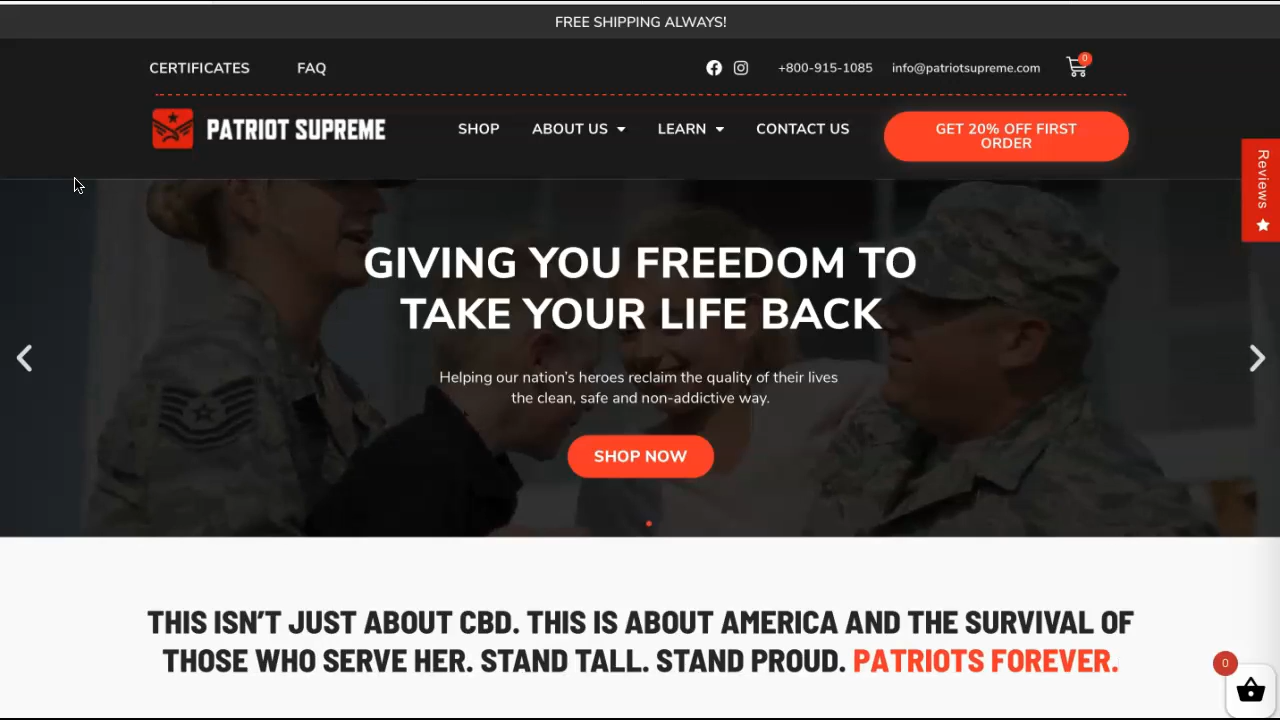 FREE SHIPPING ALWAYS!
CERTIFICATES FAQ +800-915-1085 info@patriotsupreme.com 0
PATRIOT SUPREME SHOP ABOUT US LEARN CONTACT US GET 20% OFF FIRST
ORDER
Reviews
GIVING YOU FREEDOM TO
TAKE YOUR LIFE BACK
Helping our nation's heroes reclaim the quality of their lives
the clean, safe and non-addictive way.
SHOP NOW
THIS ISN'T JUST ABOUT CBD. THIS IS ABOUT AMERICA AND THE SURVIVAL OF
THOSE WHO SERVE HER. STAND TALL. STAND PROUD. PATRIOTS FOREVER.
0